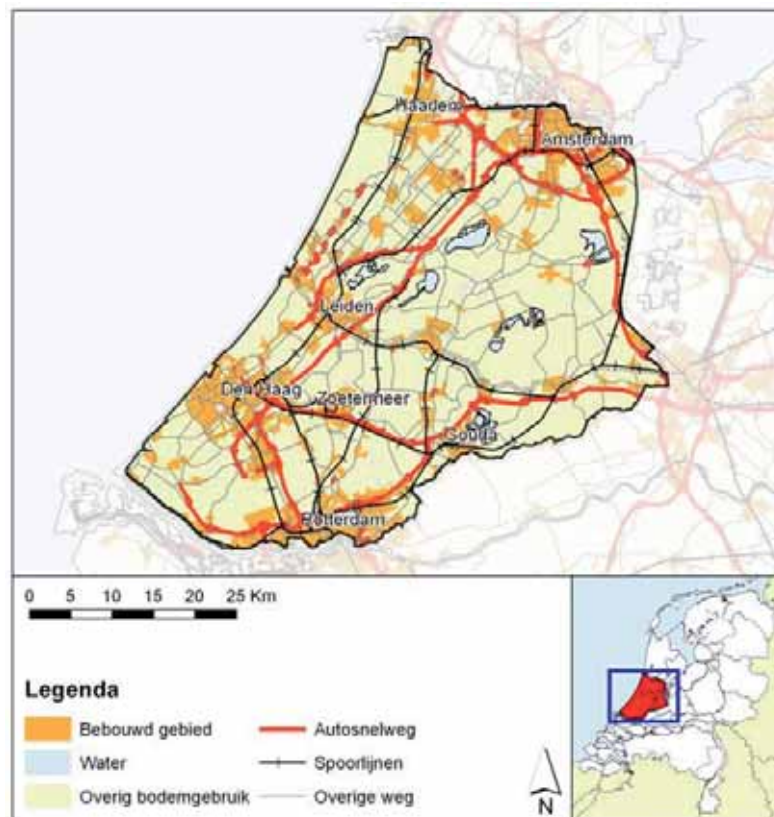 Haarlem
Amsterdam
Leiden
Den Haag
Zoetermeer
Gouda
Rotterdam
0 5 10 15 20 25 Km
Legenda
Bebouwd gebied
Autosnelweg
Water
Spoorlijnen
Overig bodemgebruik
Overige weg
N